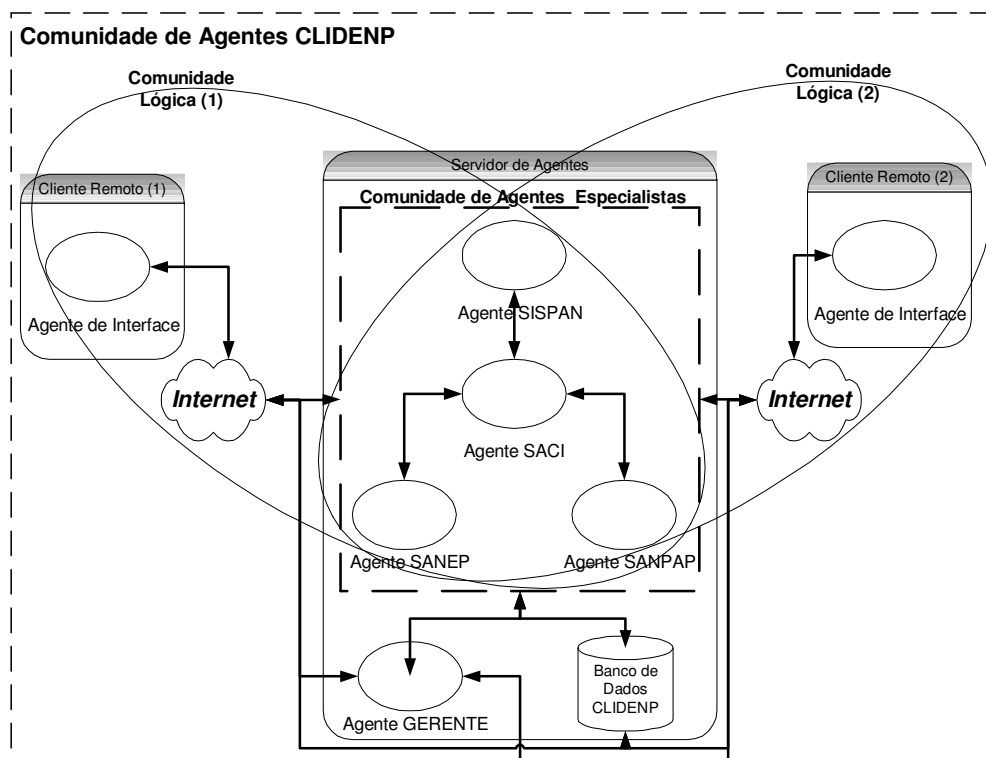 Comunidade de Agentes CLIDENP
Comunidade
Lógica (1)
Comunidade
Lógica (2)
Servidor de Agentes
Cliente Remoto (1)
Cliente Remoto (2)
Comunidade de Agentes Especialistas
Agente de Interface
Agente SISPAN
Agente de Interface
Internet
Internet
Agente SACI
Agente SANEP
Agente SANPAP
Banco de
Dados
CLIDENP
Agente GERENTE